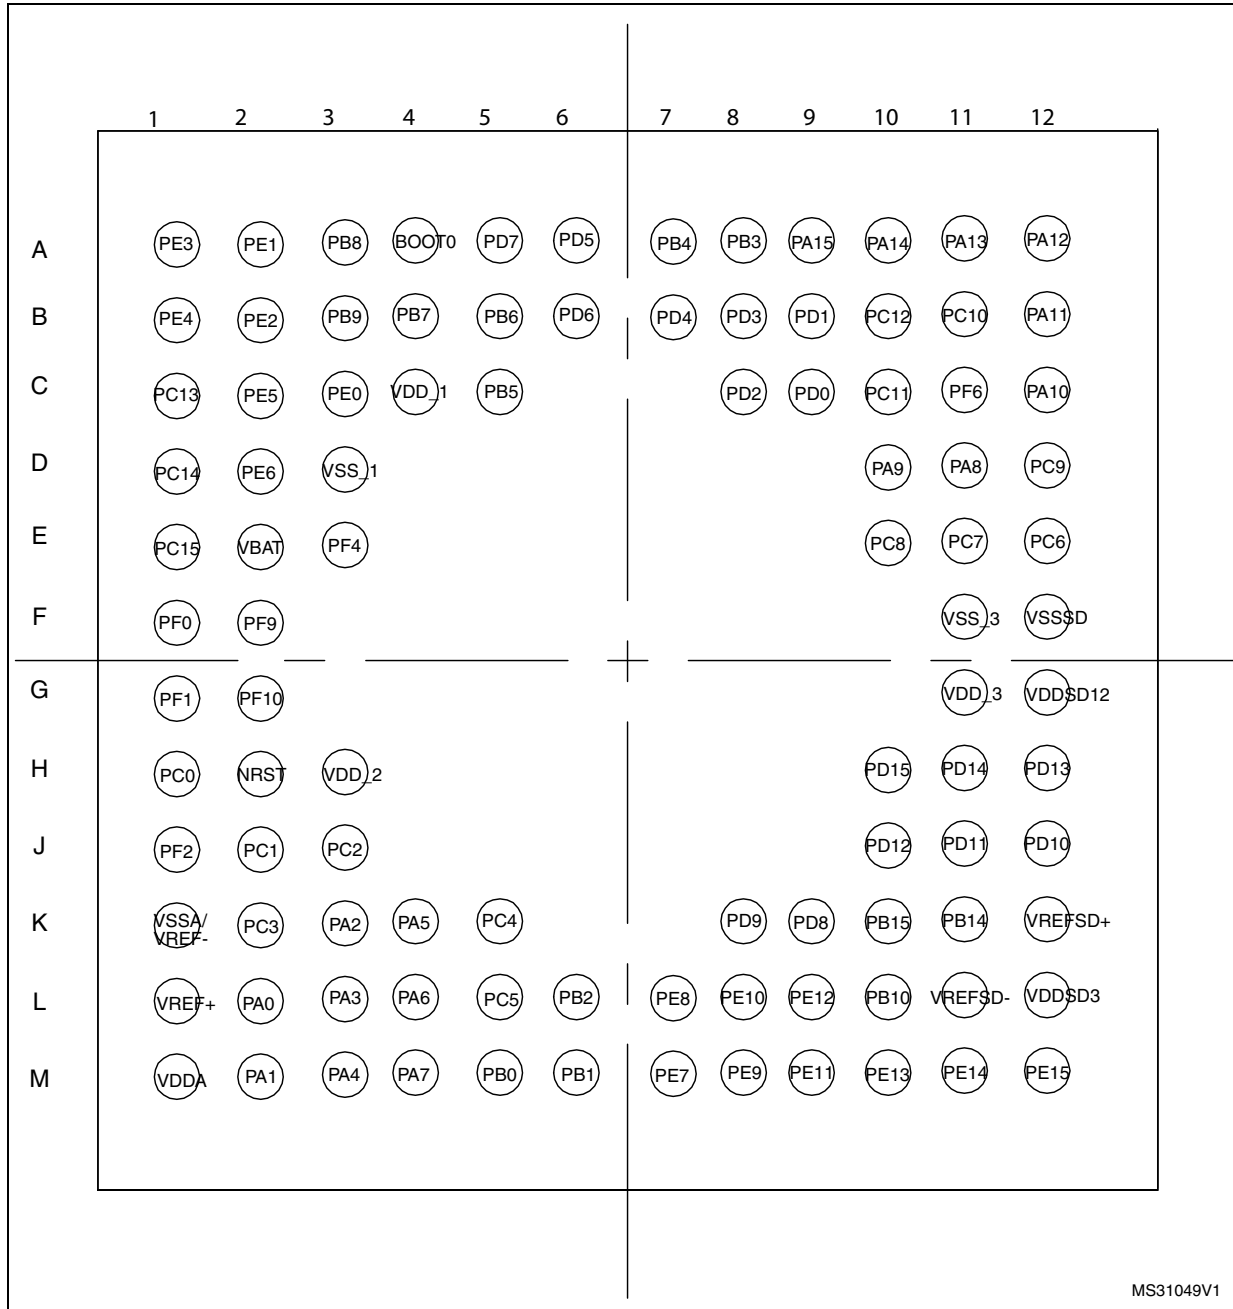 1 2 3 4 5 6 7 8 9 10 11 12
A PE3 PE1 PB8 BOOT0 PD7 PD5 PB4 PB3 PA15 PA14 PA13 PA12
B PE4 PE2 PB9 PB7 PB6 PD6 PD4 PD3 PD1 PC12 PC10 PA11
C PC13 PE5 PE0 VDD_1 PB5 PD2 PD0 PC11 PF6 PA10
D PC14 PE6 VSS_1 PA9 PA8 PC9
E PC15 VBAT PF4 PC8 PC7 PC6
F PF0 PF9 VSS_3 VSSSD
G PF1 PF10 VDD_3 VDDSD12
H PC0 NRST VDD_2 PD15 PD14 PD13
J PF2 PC1 PC2 PD12 PD11 PD10
K VSSA/ PC3 PA2 PA5 PC4 PD9 PD8 PB15 PB14 VREFSD+
VREF-
L VREF+ PA0 PA3 PA6 PC5 PB2 PE8 PE10 PE12 PB10 VREFSD- VDDSD3
M VDDA PA1 PA4 PA7 PB0 PB1 PE7 PE9 PE11 PE13 PE14 PE15
MS31049V1